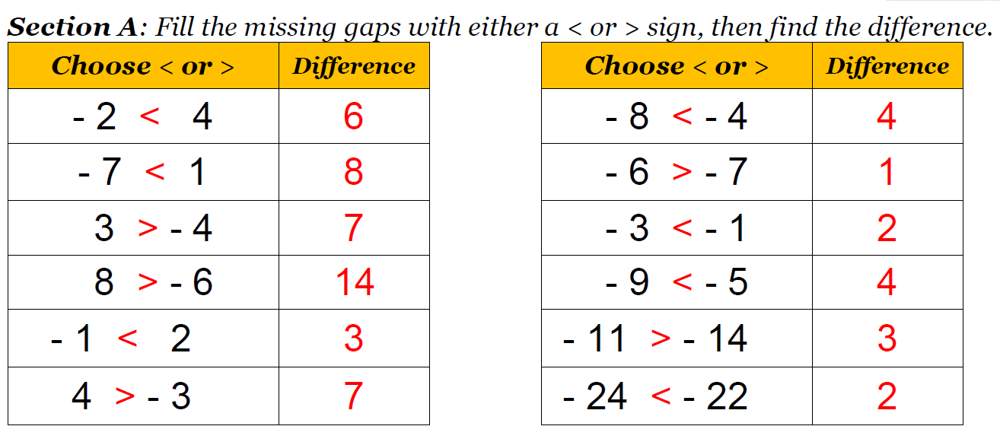 Section A: Fill the missing gaps with either a < or > sign, then find the difference.
Choose < or > Difference
- 2 < 4 6
- 7 < 1 8
3 > - 4 7
8 > - 6 14
- 1 < 2 3
4 > - 3 7
Choose < or > Difference
- 8 < - 4 4
- 6 > - 7 1
- 3 < - 1 2
- 9 < - 5 4
- 11 > - 14 3
- 24 < - 22 2